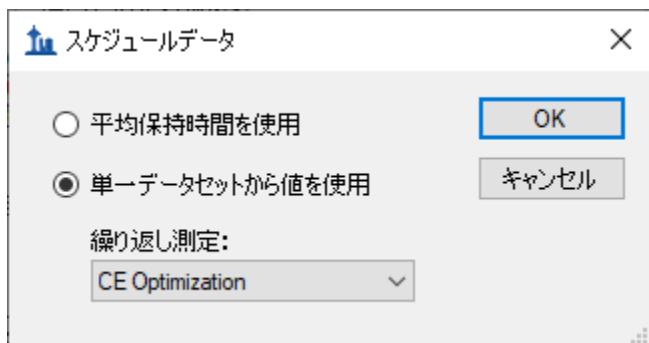 スケジュールデータ
平均保持時間を使用
OK
単一データセットから値を使用
キャンセル
繰り返し測定:
CE Optimization